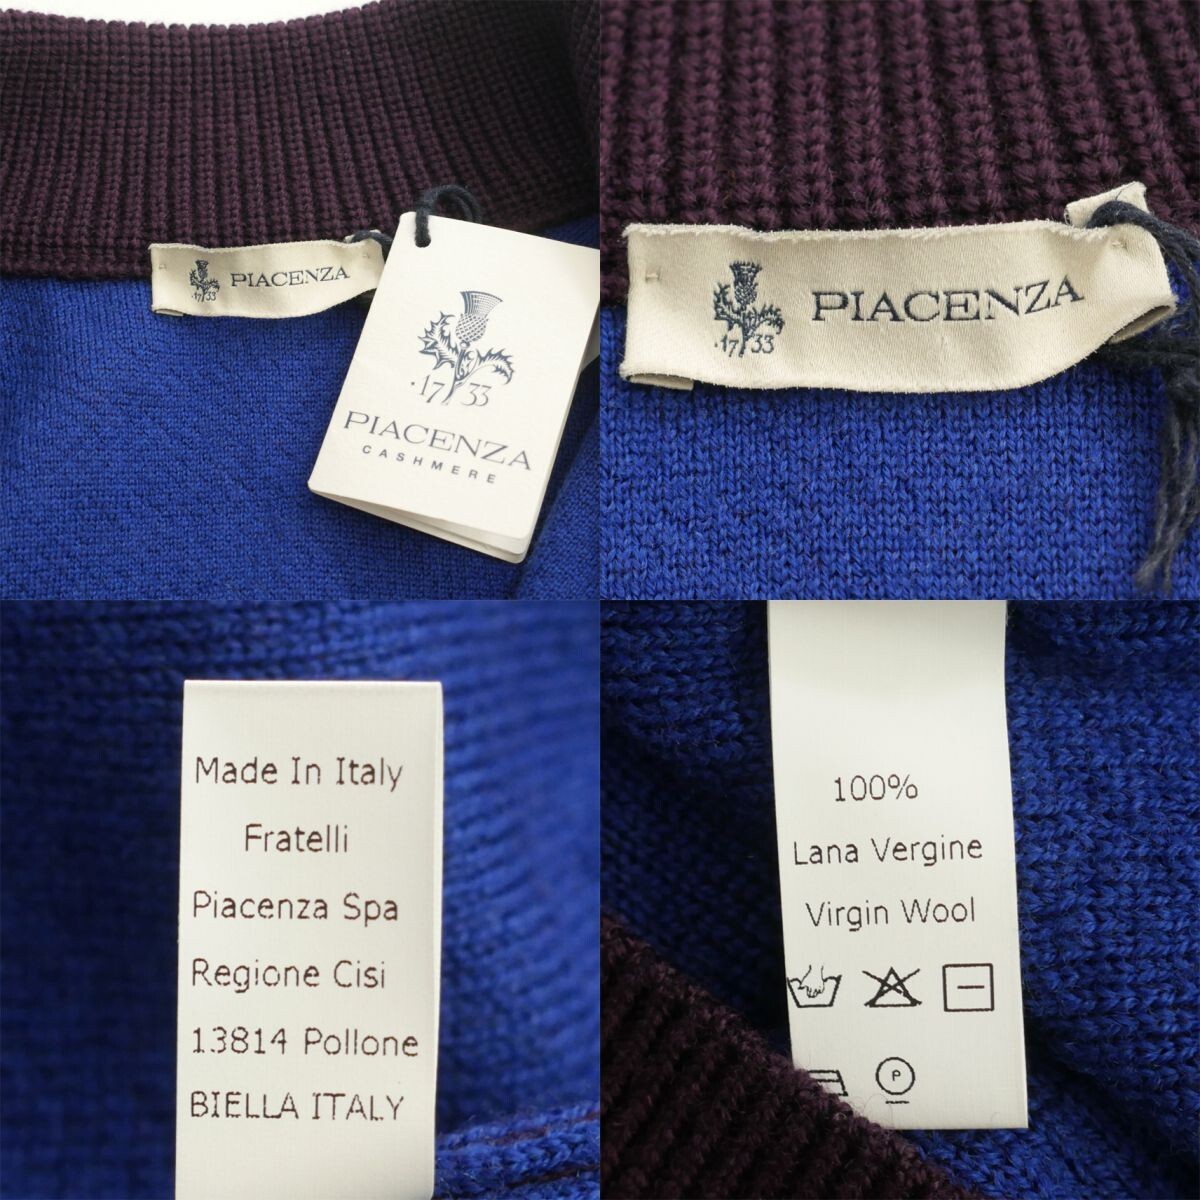 ·17 33
PIACENZA
·17 33
PIACENZA
CASHMERE
·17 33
PIACENZA
Made In Italy
Fratelli
Piacenza Spa
Regione Cisi
13814 Pollone
BIELLA ITALY
100%
Lana Vergine
Virgin Wool
P